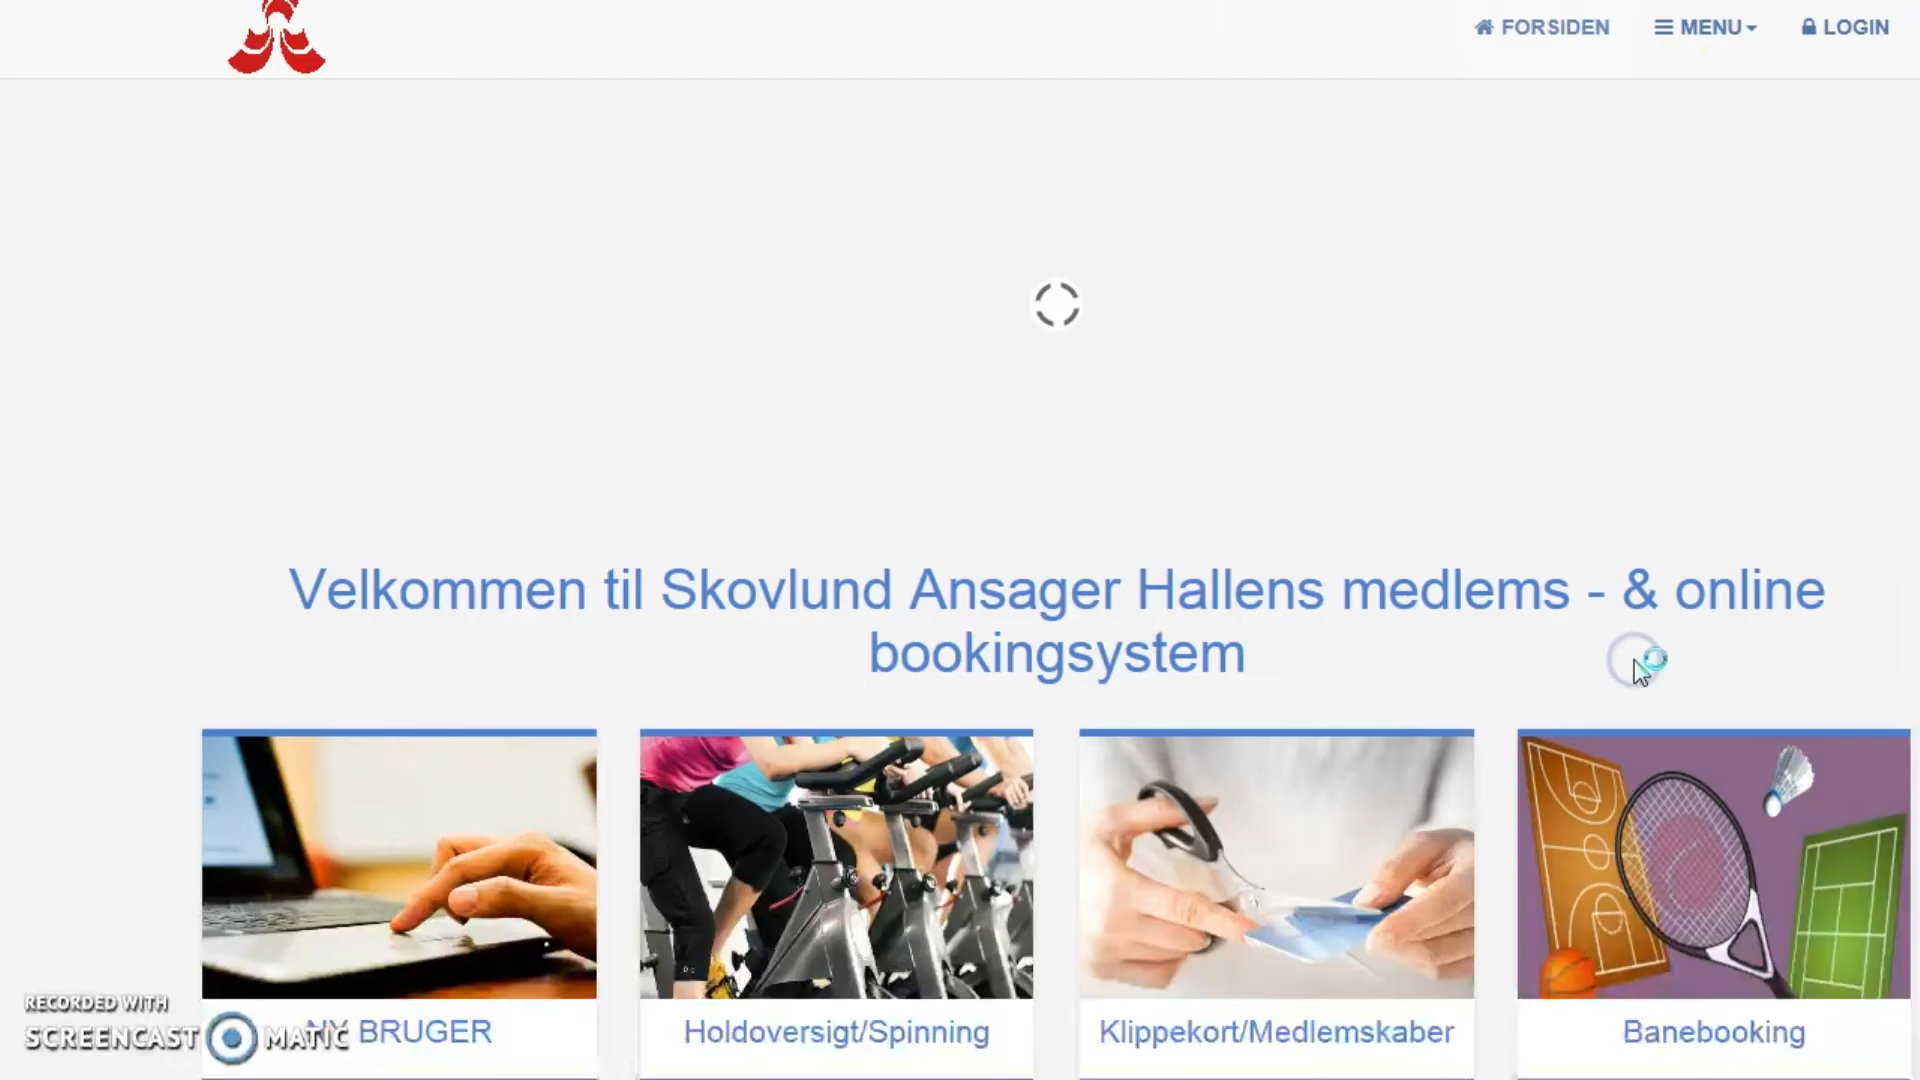 FORSIDEN
MENU
LOGIN
Velkommen til Skovlund Ansager Hallens medlems - & online
bookingsystem
NY BRUGER
Holdoversigt/Spinning
Klippekort/Medlemskaber
Banebooking
RECORDED WITH
SCREENCAST MATIC